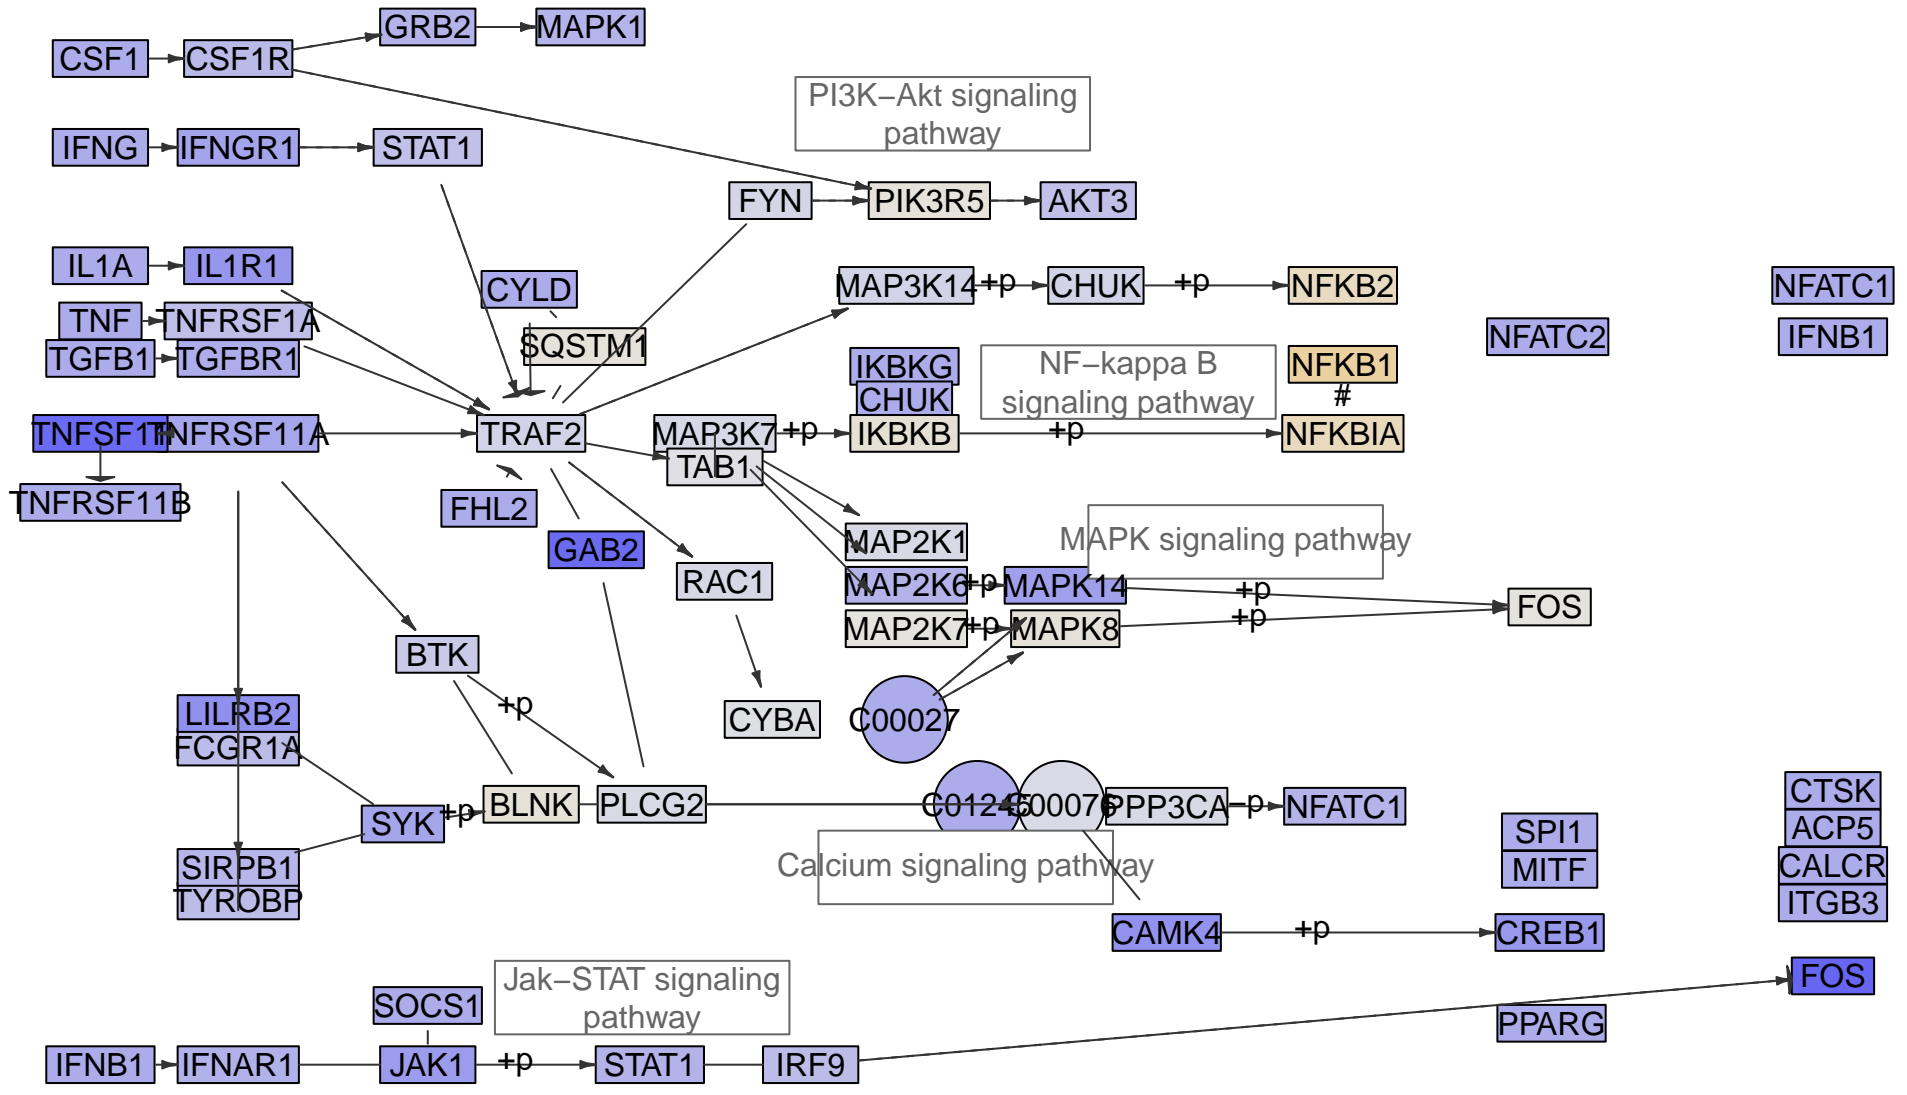 GRB2
MAPK1
CSF1
CSF1R
PI3K–Akt signaling
pathway
IFNG
IFNGR1
STAT1
FYN
PIK3R5
AKT3
IL1A
IL1R1
CYLD
MAP3K14
+p
CHUK
+p
NFKB2
NFATC1
TNF
TNFRSF1A
NFATC2
IFNB1
SQSTM1
TGFB1
TGFBR1
IKBKG
NF–kappa B
signaling pathway
NFKB1
CHUK
#
TNFSF11
TNFRSF11A
TRAF2
MAP3K7
+p
IKBKB
+p
NFKBIA
TAB1
TNFRSF11B
FHL2
GAB2
MAP2K1
MAPK signaling pathway
RAC1
MAP2K6
+p
MAPK14
+p
FOS
MAP2K7
+p
MAPK8
+p
BTK
+p
LILRB2
CYBA
C00027
FCGR1A
SYK
+p
BLNK
PLCG2
C01245
C00076
PPP3CA
–p
NFATC1
CTSK
SPI1
ACP5
Calcium signaling pathway
SIRPB1
MITF
CALCR
TYROBP
ITGB3
CAMK4
+p
CREB1
Jak–STAT signaling
pathway
FOS
SOCS1
PPARG
IFNB1
IFNAR1
JAK1
+p
STAT1
IRF9